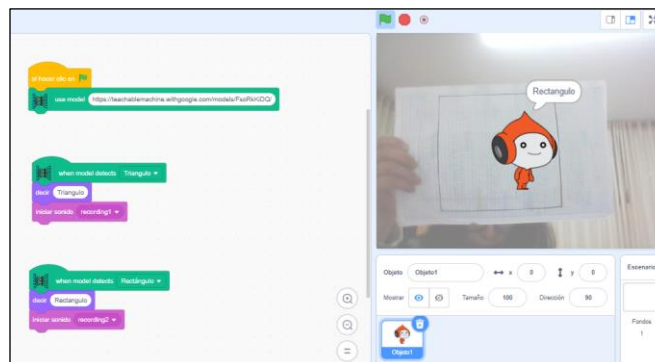 al hacer clic en
use model https://teachablemachine.withgoogle.com/models/FsoRkKDQ/
when model detects Triangulo
decir Triangulo
iniciar sonido recording1
when model detects Rectángulo
decir Rectangulo
iniciar sonido recording2
Rectangulo
Objeto Objeto1 x 0 y 0
Mostrar Tamaño 100 Dirección 90
Objeto1
Escenario
Fondos
1